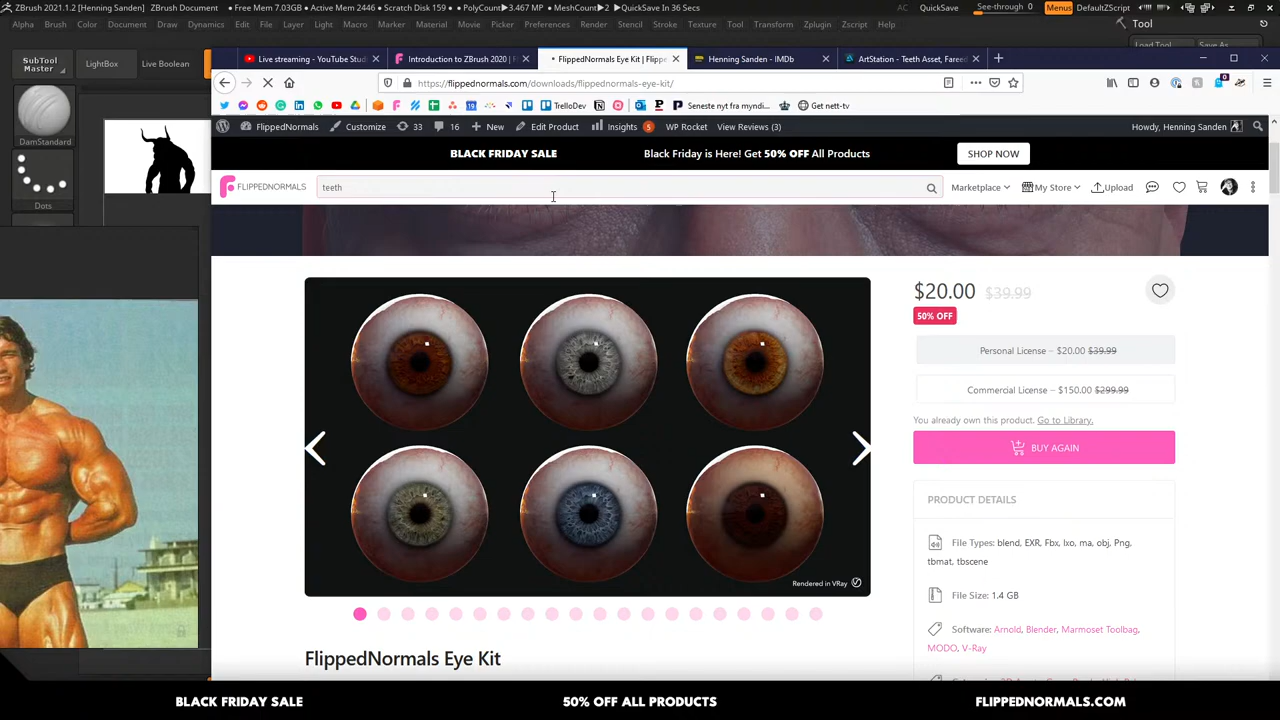 ZBrush 2021.1.2 [Henning Sanden] ZBrush Document • Free Mem 7.03GB • Active Mem 2446 • Scratch Disk 159 • PolyCount▸3.467 MP • MeshCount▸2 • QuickSave In 36 Secs AC QuickSave See-through 0 Menus DefaultZScript
Alpha Brush Color Document Draw Dynamics Edit File Layer Light Macro Marker Material Movie Picker Preferences Render Stencil Stroke Texture Tool Transform Zplugin Zscript Help
Tool
Load Tool Save As
SubTool Master
LightBox
Live Boolean
Live streaming - YouTube Stud
Introduction to ZBrush 2020 | F
FlippedNormals Eye Kit | Flippe
Henning Sanden - IMDb
ArtStation - Teeth Asset, Fareed
https://flippednormals.com/downloads/flippednormals-eye-kit/
TrelloDev
Seneste nyt fra myndi...
Get nett-tv
FlippedNormals Customize 33 16 New Edit Product Insights 5 WP Rocket View Reviews (3) Howdy, Henning Sanden
DamStandard
Dots
BLACK FRIDAY SALE Black Friday is Here! Get 50% OFF All Products SHOP NOW
FLIPPEDNORMALS teeth Marketplace My Store Upload
$20.00 $39.99
50% OFF
Personal License – $20.00 $39.99
Commercial License – $150.00 $299.99
You already own this product. Go to Library.
BUY AGAIN
PRODUCT DETAILS
File Types: blend, EXR, Fbx, lxo, ma, obj, Png,
tbmat, tbscene
File Size: 1.4 GB
Software: Arnold, Blender, Marmoset Toolbag,
MODO, V-Ray
Rendered in VRay
FlippedNormals Eye Kit
BLACK FRIDAY SALE 50% OFF ALL PRODUCTS FLIPPEDNORMALS.COM